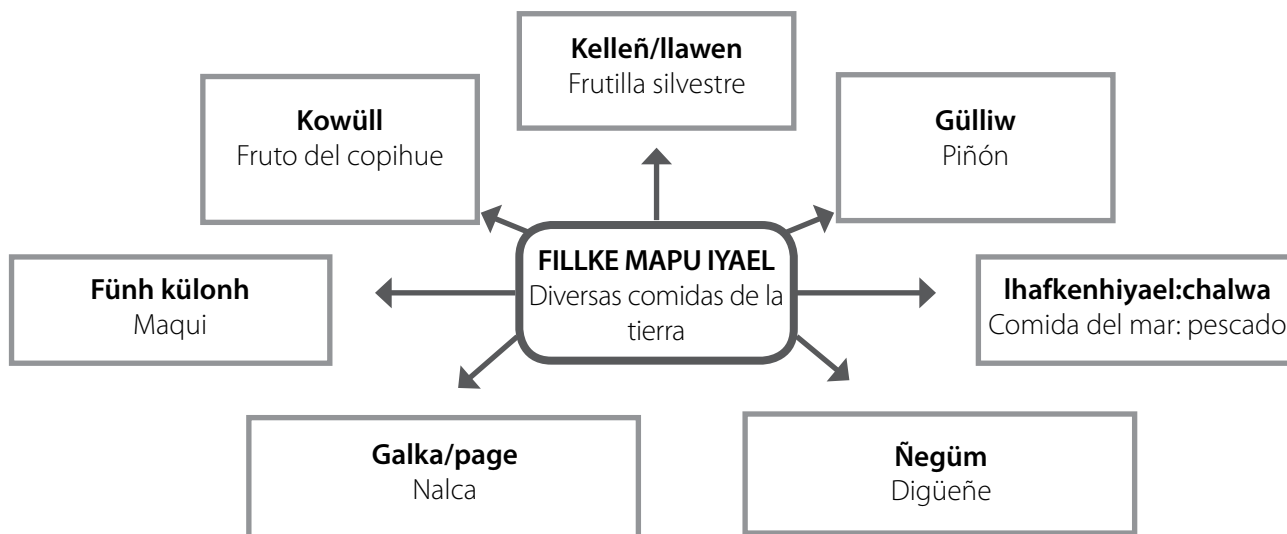 Kelleñ/llawen
Frutilla silvestre
Kowüll
Fruto del copihue
Gülliw
Piñón
FILLKE MAPU IYAEL
Diversas comidas de la
tierra
Fünh külonh
Maqui
lhafkenhiyael:chalwa
Comida del mar: pescado
Galka/page
Nalca
Ñegüm
Digüeñe